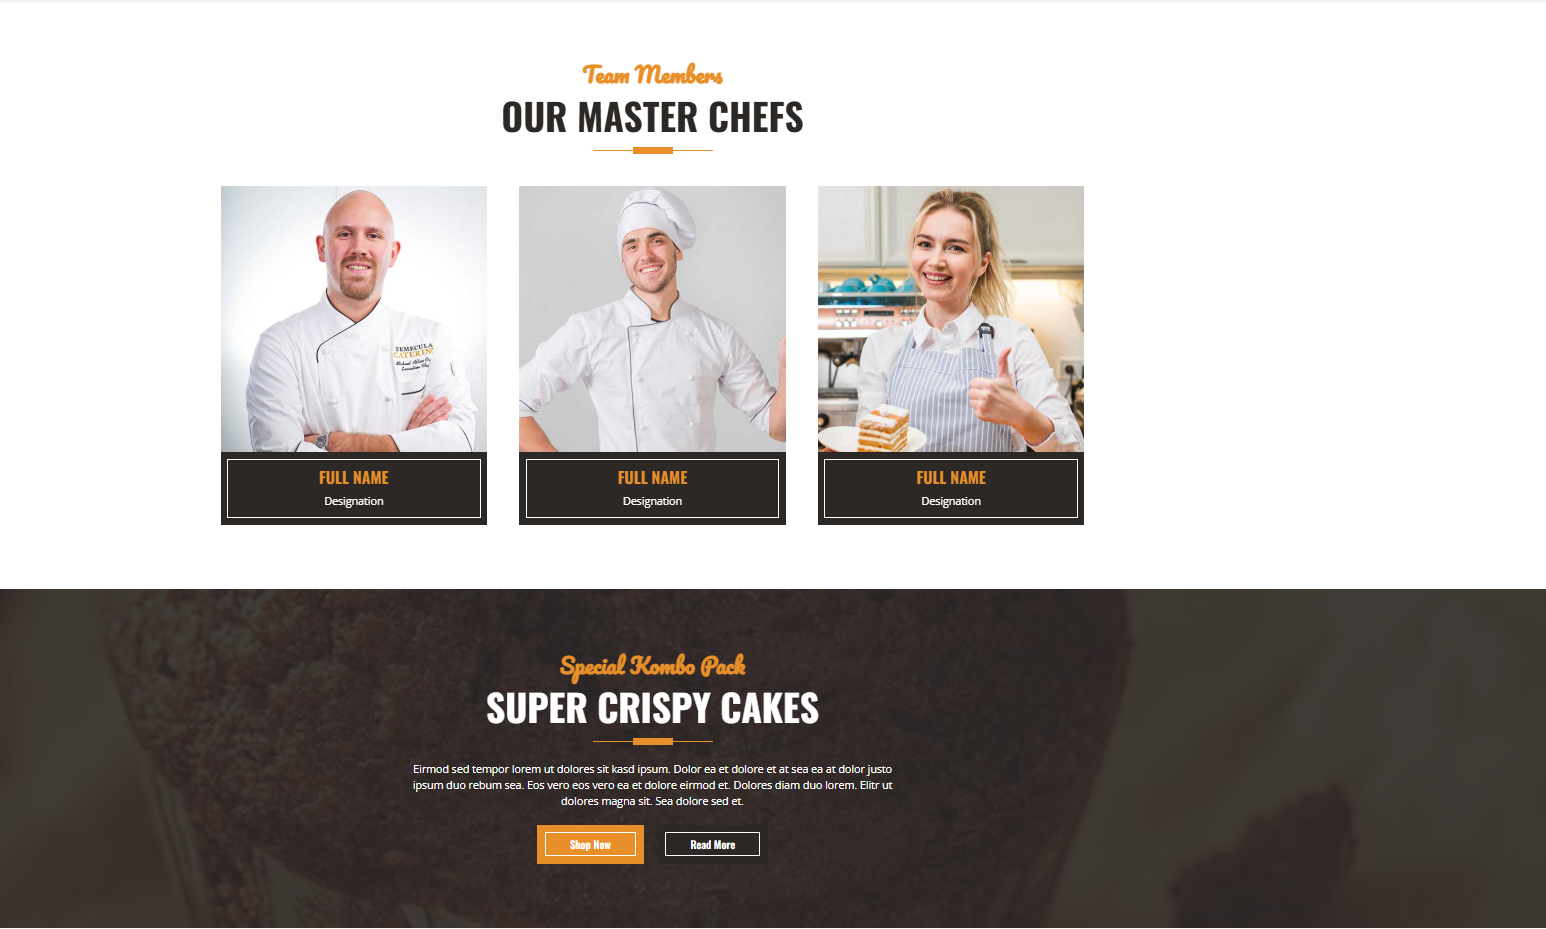 Team Members
OUR MASTER CHEFS
TEMECULA
CATERING
FULL NAME
Designation
FULL NAME
Designation
FULL NAME
Designation
Special Kombo Pack
SUPER CRISPY CAKES
Eirmod sed tempor lorem ut dolores sit kasd ipsum. Dolor ea et dolore et at sea ea at dolor justo
ipsum duo rebum sea. Eos vero eos vero ea et dolore eirmod et. Dolores diam duo lorem. Elitr ut
dolores magna sit. Sea dolore sed et.
Shop Now
Read More